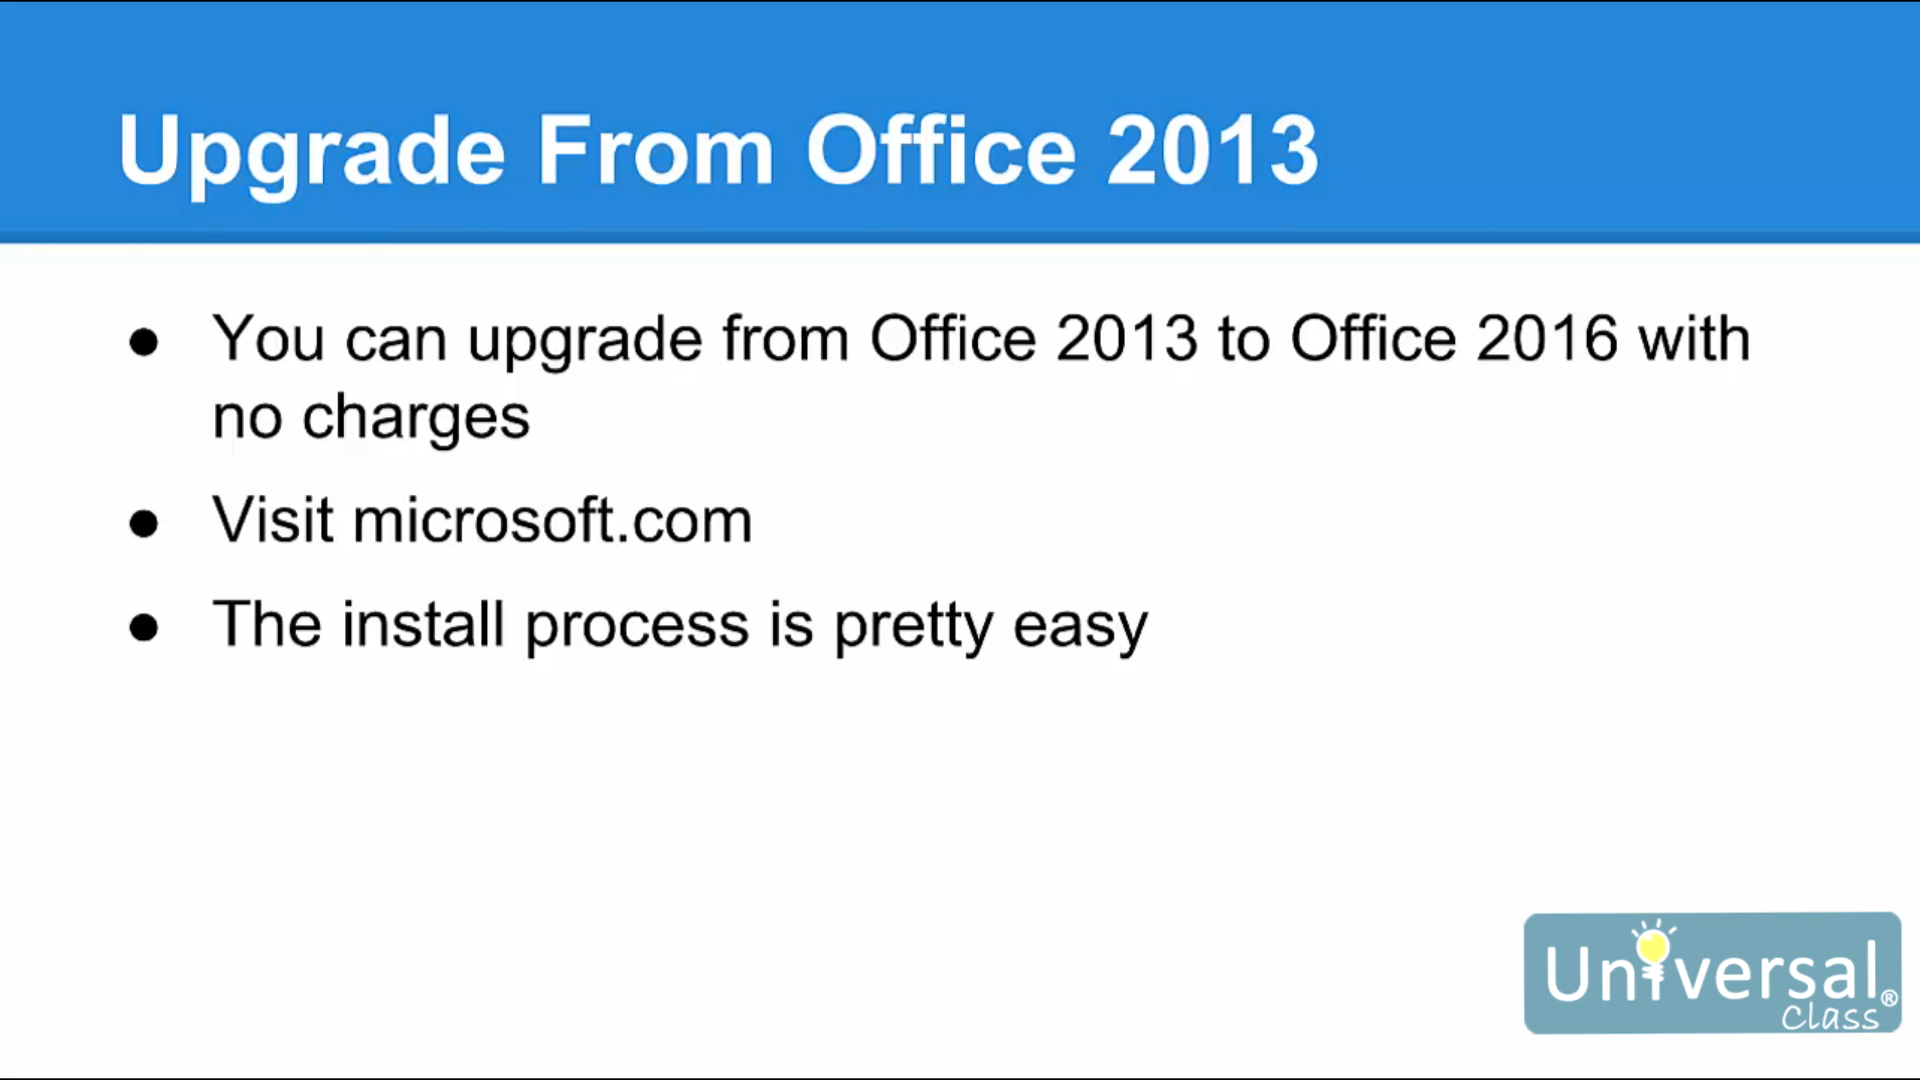 Upgrade From Office 2013
● You can upgrade from Office 2013 to Office 2016 with
no charges
● Visit microsoft.com
● The install process is pretty easy
Universal®
Class